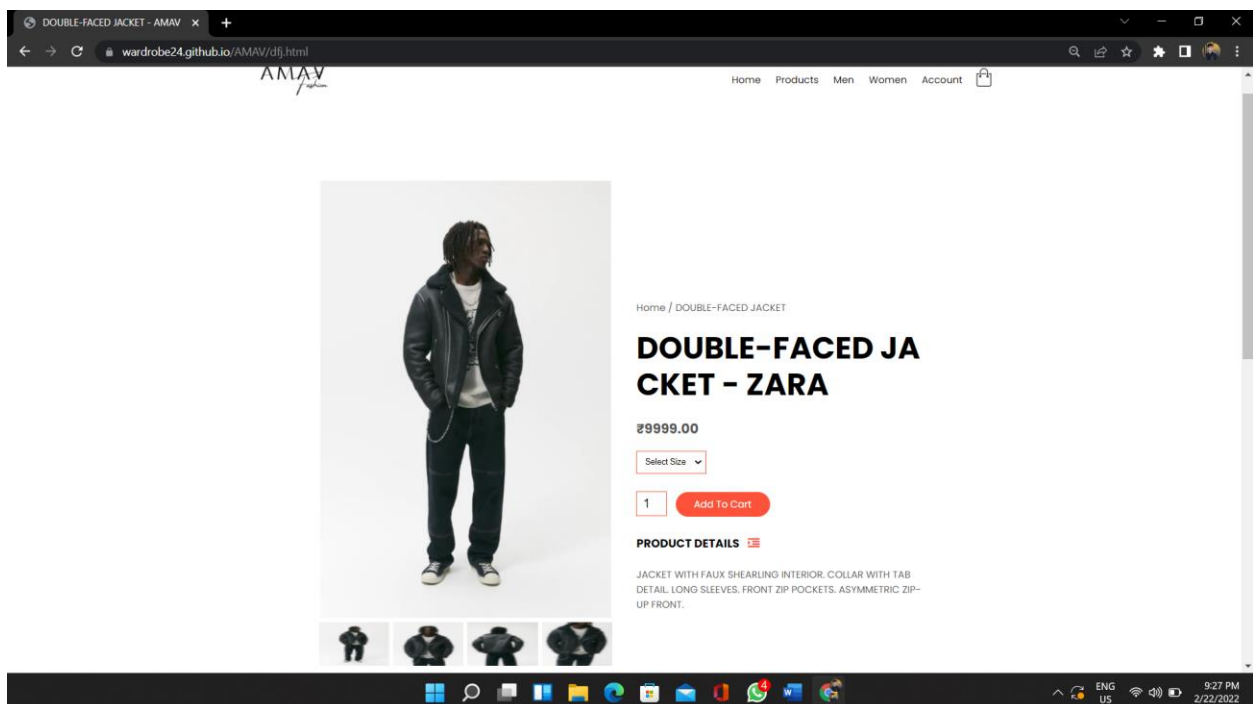 DOUBLE-FACED JACKET - AMAV
wardrobe24.github.io/AMAV/dfj.html
AMAV
Fashion
Home Products Men Women Account
Home / DOUBLE-FACED JACKET
DOUBLE-FACED JA
CKET - ZARA
₹9999.00
Select Size
1 Add To Cart
PRODUCT DETAILS
JACKET WITH FAUX SHEARLING INTERIOR. COLLAR WITH TAB
DETAIL. LONG SLEEVES. FRONT ZIP POCKETS. ASYMMETRIC ZIP-
UP FRONT.
4
ENG
US
9:27 PM
2/22/2022